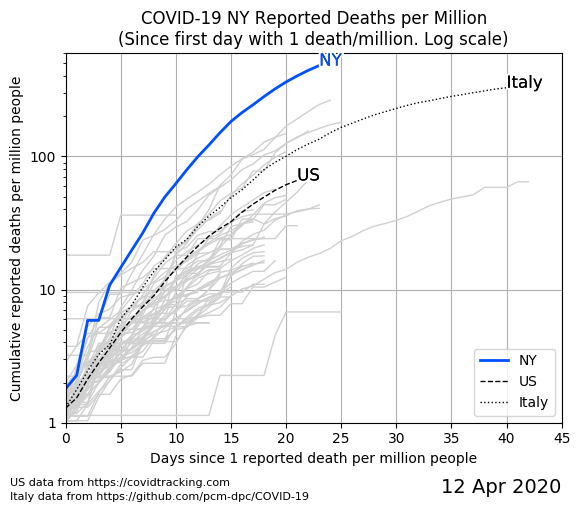 COVID-19 NY Reported Deaths per Million
(Since first day with 1 death/million. Log scale)
Cumulative reported deaths per million people
100
10
1
NY
Italy
US
NY
US
Italy
0 5 10 15 20 25 30 35 40 45
Days since 1 reported death per million people
US data from https://covidtracking.com
Italy data from https://github.com/pcm-dpc/COVID-19
12 Apr 2020